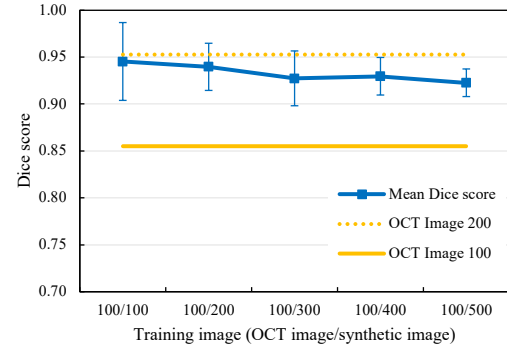 1.00
0.95
0.90
0.85
0.80
0.75
0.70
Dice score
Mean Dice score
OCT Image 200
OCT Image 100
100/100 100/200 100/300 100/400 100/500
Training image (OCT image/synthetic image)